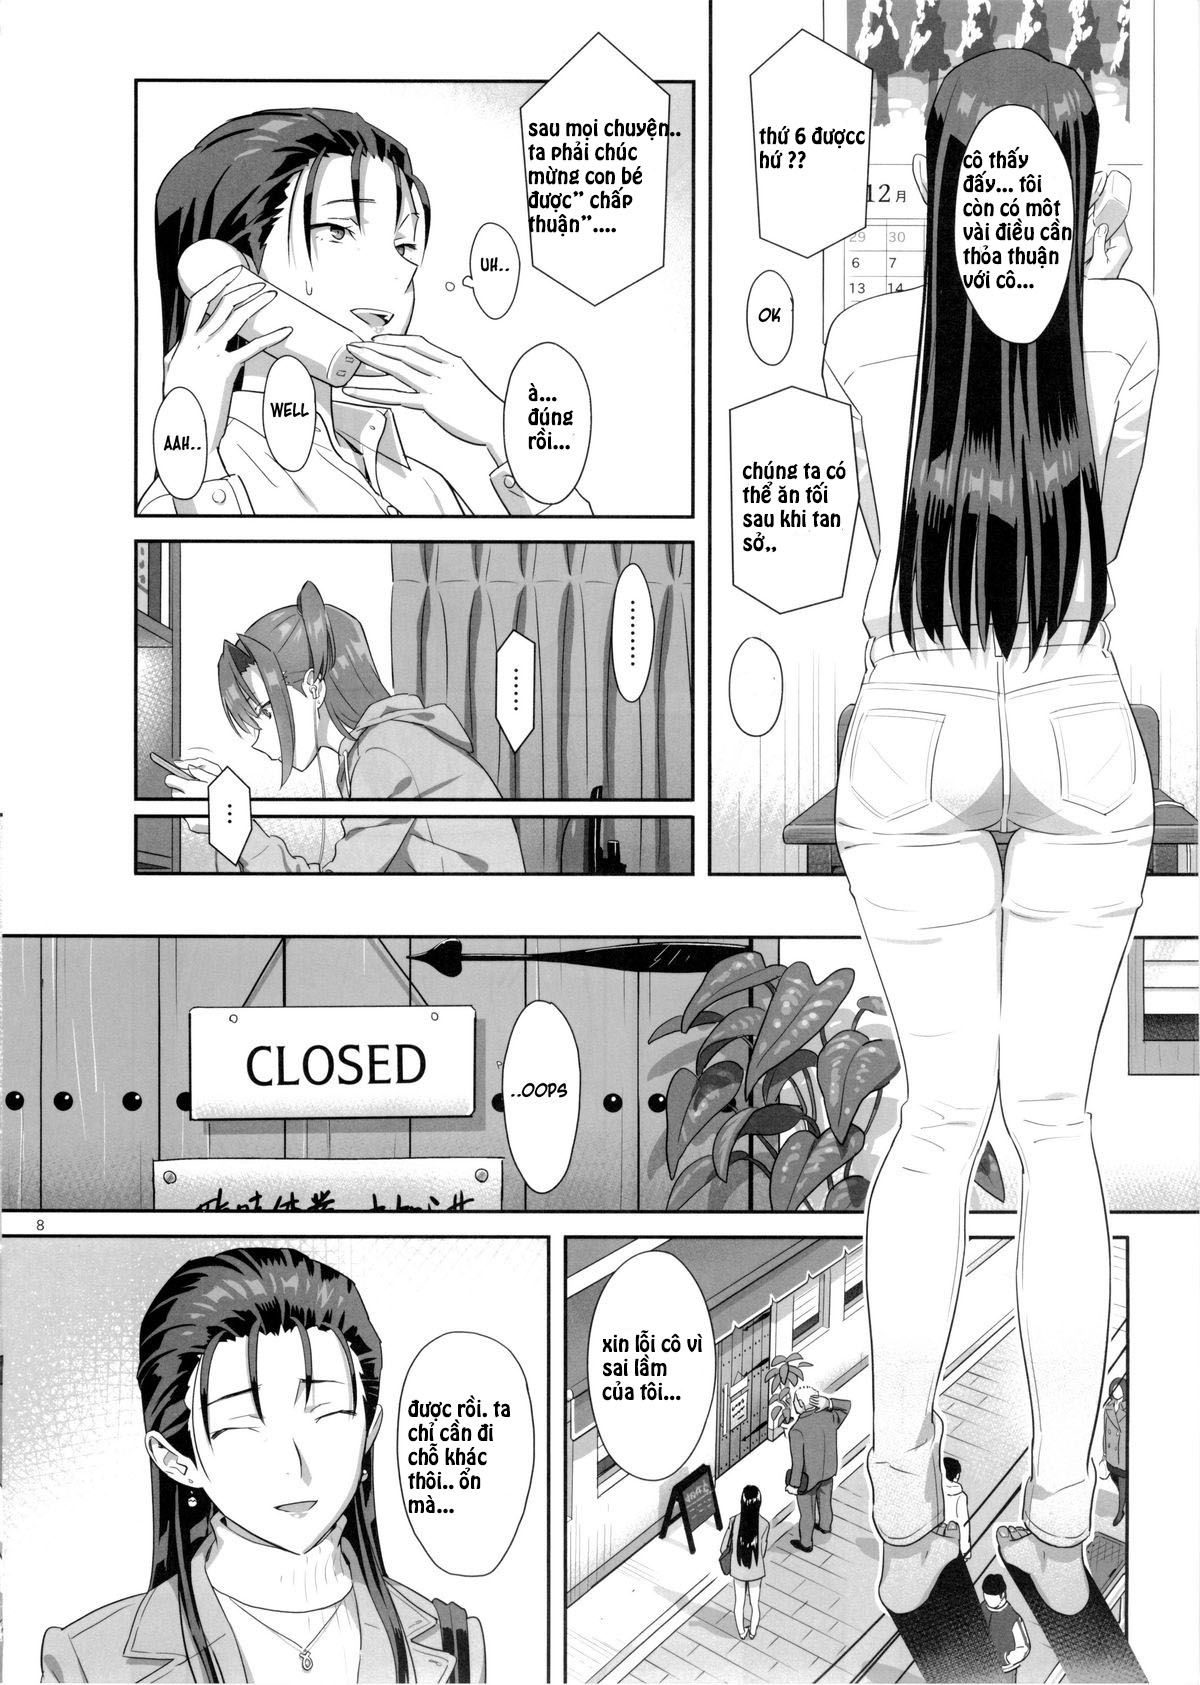 cô thấy
đấy... tôi
còn có một
vài điều cần
thỏa thuận
với cô...
12月
29 30
6 7
13 14
thứ 6 đượcc
hứ ??
OK
chúng ta có
thể ăn tối
sau khi tan
sở,,
sau mọi chuyện..
ta phải chúc
mừng con bé
được" chấp
thuận"....
UH..
à...
đúng
rồi...
WELL
AAH..
........
......
...
CLOSED
..OOPS
xin lỗi cô vì
sai lầm
của tôi...
được rồi. ta
chỉ cần đi
chỗ khác
thôi.. ổn
mà...
8